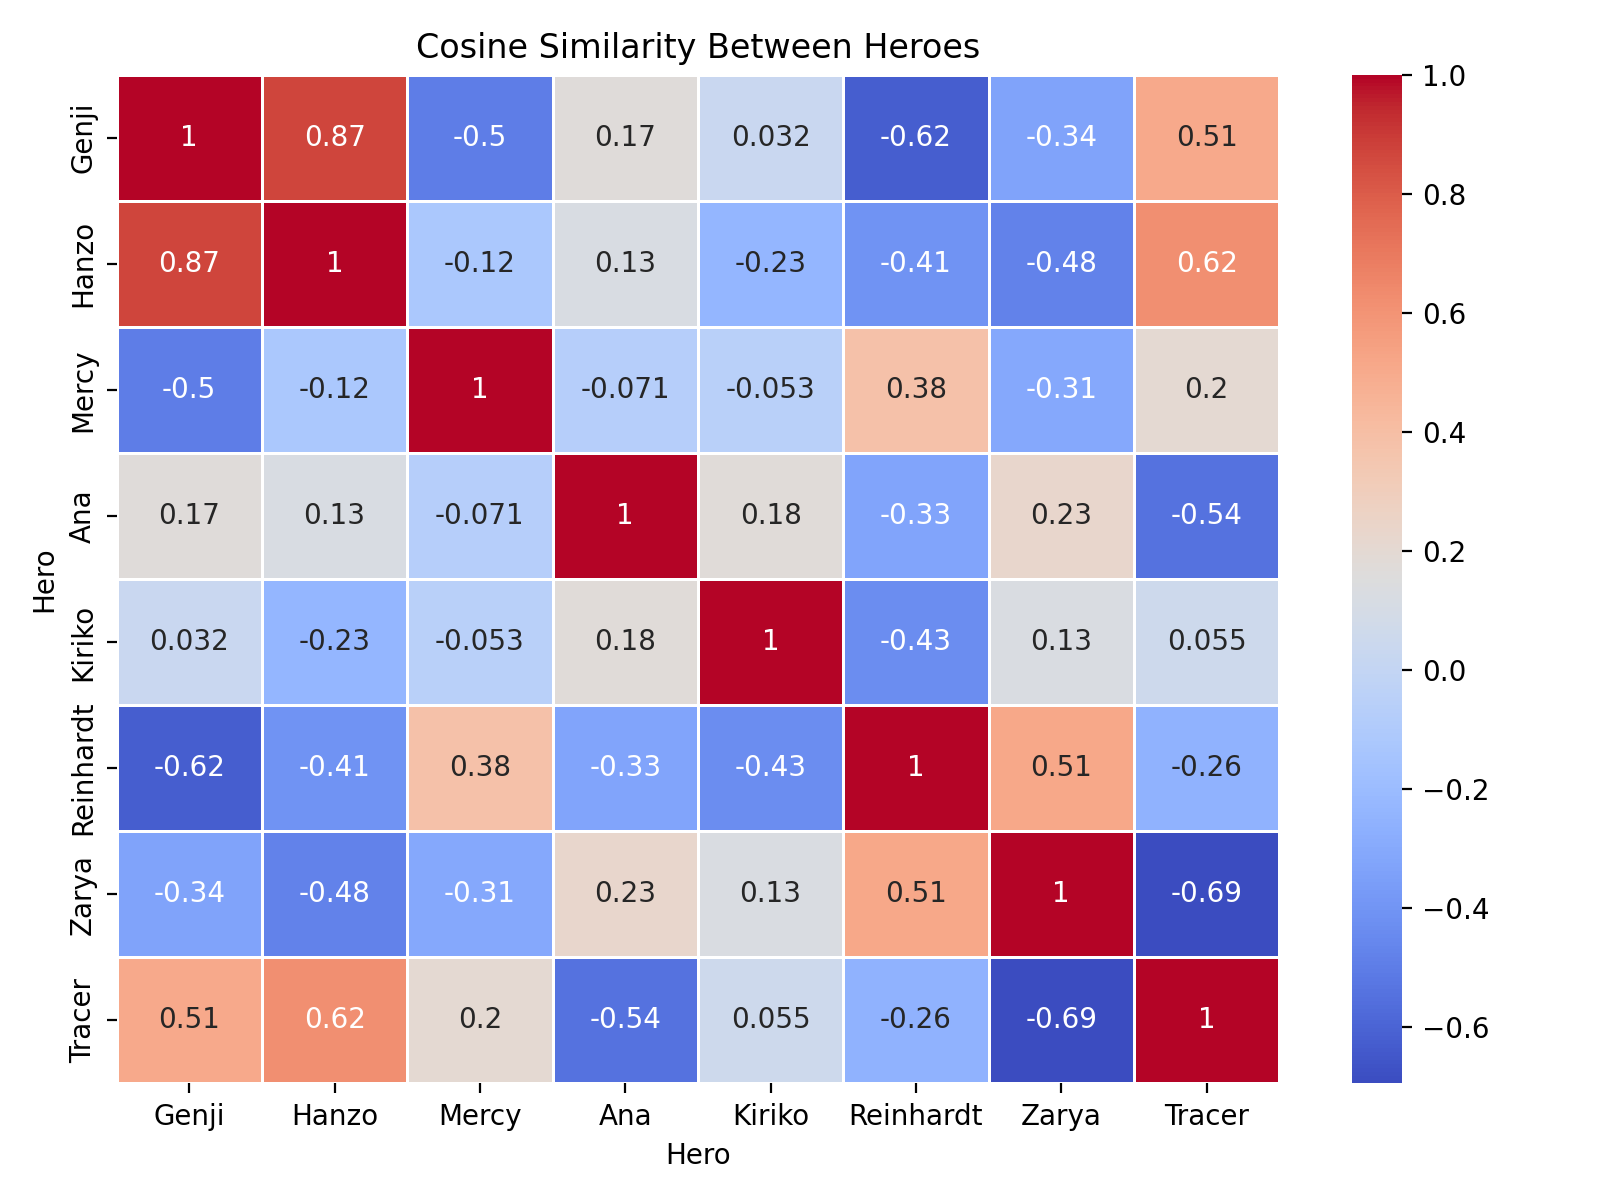 Cosine Similarity Between Heroes
Genji 1 0.87 -0.5 0.17 0.032 -0.62 -0.34 0.51
Hanzo 0.87 1 -0.12 0.13 -0.23 -0.41 -0.48 0.62
Mercy -0.5 -0.12 1 -0.071 -0.053 0.38 -0.31 0.2
Ana 0.17 0.13 -0.071 1 0.18 -0.33 0.23 -0.54
Hero
Kiriko 0.032 -0.23 -0.053 0.18 1 -0.43 0.13 0.055
Reinhardt -0.62 -0.41 0.38 -0.33 -0.43 1 0.51 -0.26
Zarya -0.34 -0.48 -0.31 0.23 0.13 0.51 1 -0.69
Tracer 0.51 0.62 0.2 -0.54 0.055 -0.26 -0.69 1
Genji Hanzo Mercy Ana Kiriko Reinhardt Zarya Tracer
Hero
1.0
0.8
0.6
0.4
0.2
0.0
−0.2
−0.4
−0.6